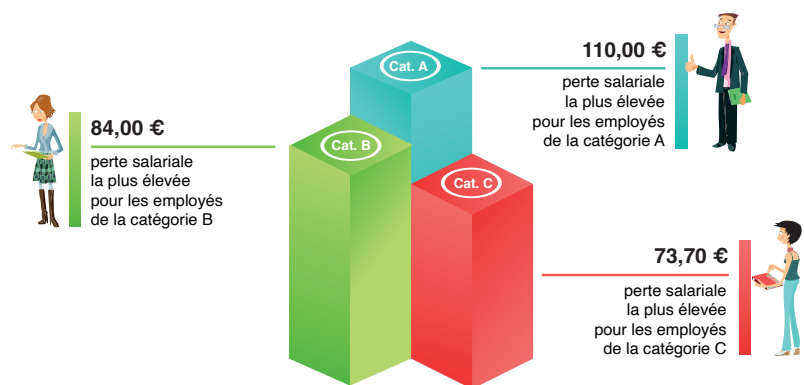 Cat. A
110,00 €
perte salariale
la plus élevée
pour les employés
de la catégorie A
84,00 €
perte salariale
la plus élevée
pour les employés
de la catégorie B
Cat. B
Cat. C
73,70 €
perte salariale
la plus élevée
pour les employés
de la catégorie C